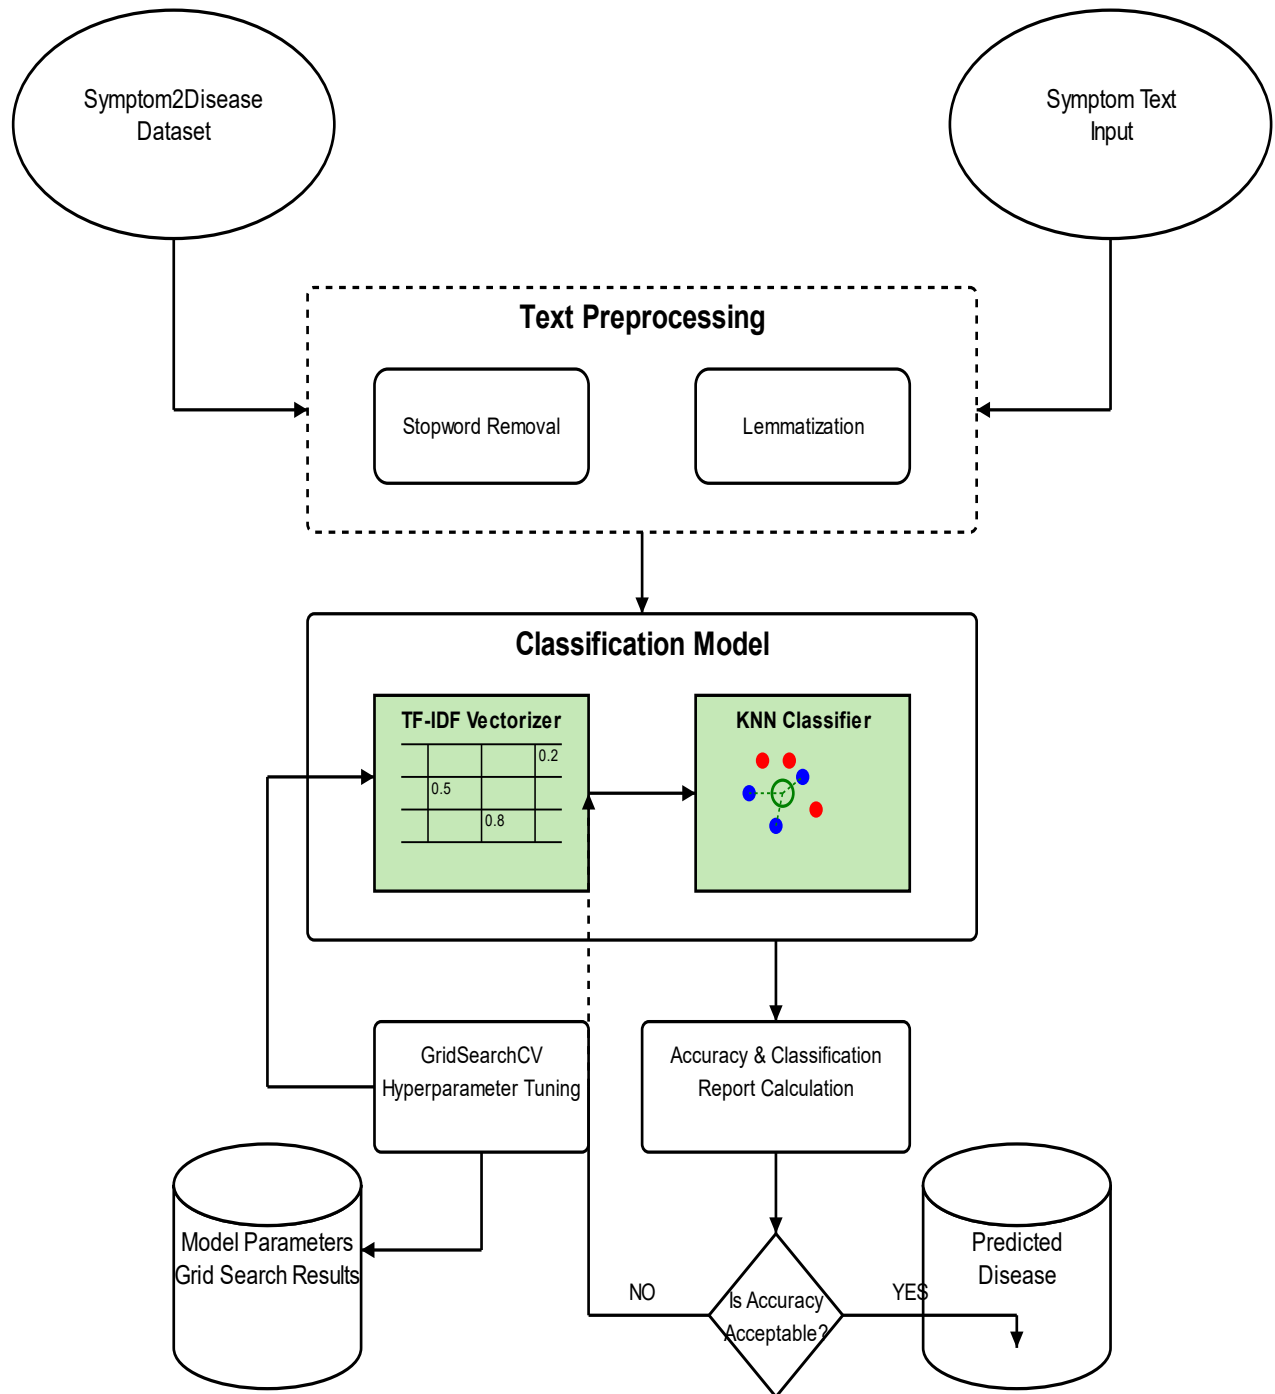 Symptom2Disease
Dataset
Symptom Text
Input
Text Preprocessing
Stopword Removal
Lemmatization
Classification Model
TF-IDF Vectorizer
0.2
0.5
0.8
KNN Classifier
GridSearchCV
Hyperparameter Tuning
Accuracy & Classification
Report Calculation
Model Parameters
Grid Search Results
NO
Is Accuracy
Acceptable?
YES
Predicted
Disease